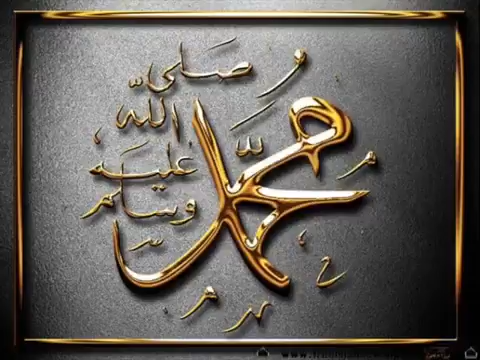 محمد
صلى
الله
عليه
وسلم